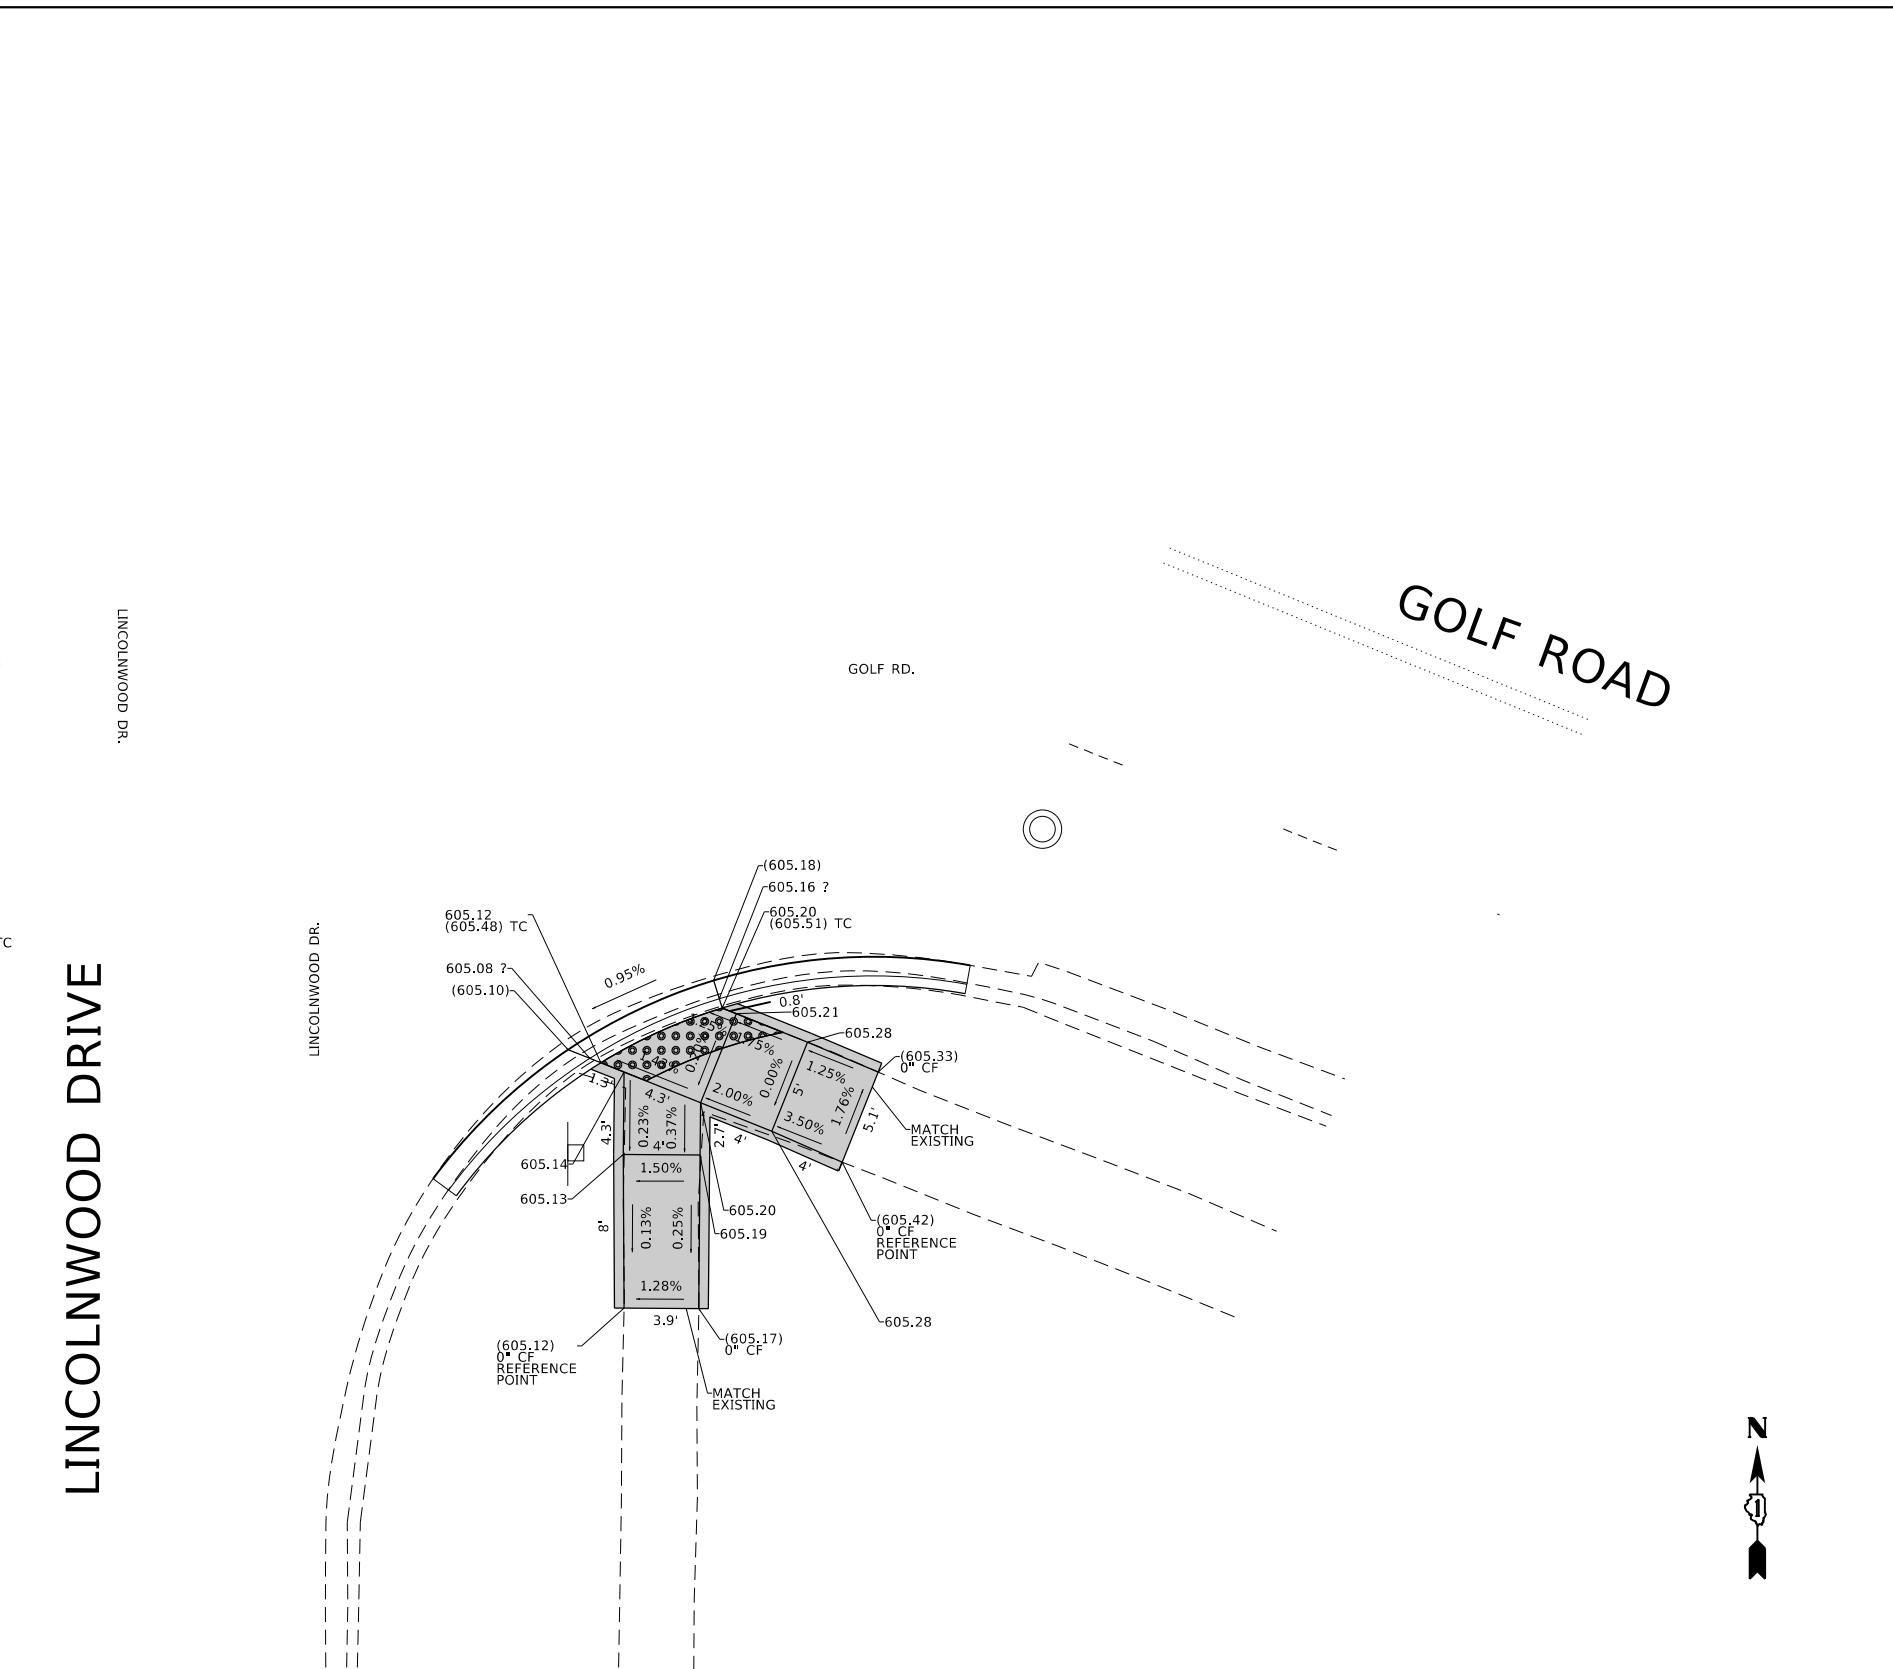 GOLF ROAD
LINCOLNWOOD DR.
GOLF RD.
(605.18)
605.16 ?
605.20
(605.51) TC
605.12
(605.48) TC
TC
LINCOLNWOOD DR.
LINCOLNWOOD DRIVE
605.08 ?
(605.10)
0.95%
0.8'
605.21
605.28
(605.33)
0" CF
1.75%
1.25%
0.00%
5'
1.76%
5.1'
2.00%
3.50%
MATCH
EXISTING
1.3'
4.3'
4.3'
0.23%
0.37%
4'
2.7'
4'
4'
605.14
1.50%
605.13
605.20
605.19
(605.42)
0" CF
REFERENCE
POINT
8'
0.13%
0.25%
1.28%
3.9'
605.28
(605.12)
0" CF
REFERENCE
POINT
(605.17)
0" CF
MATCH
EXISTING
N
1